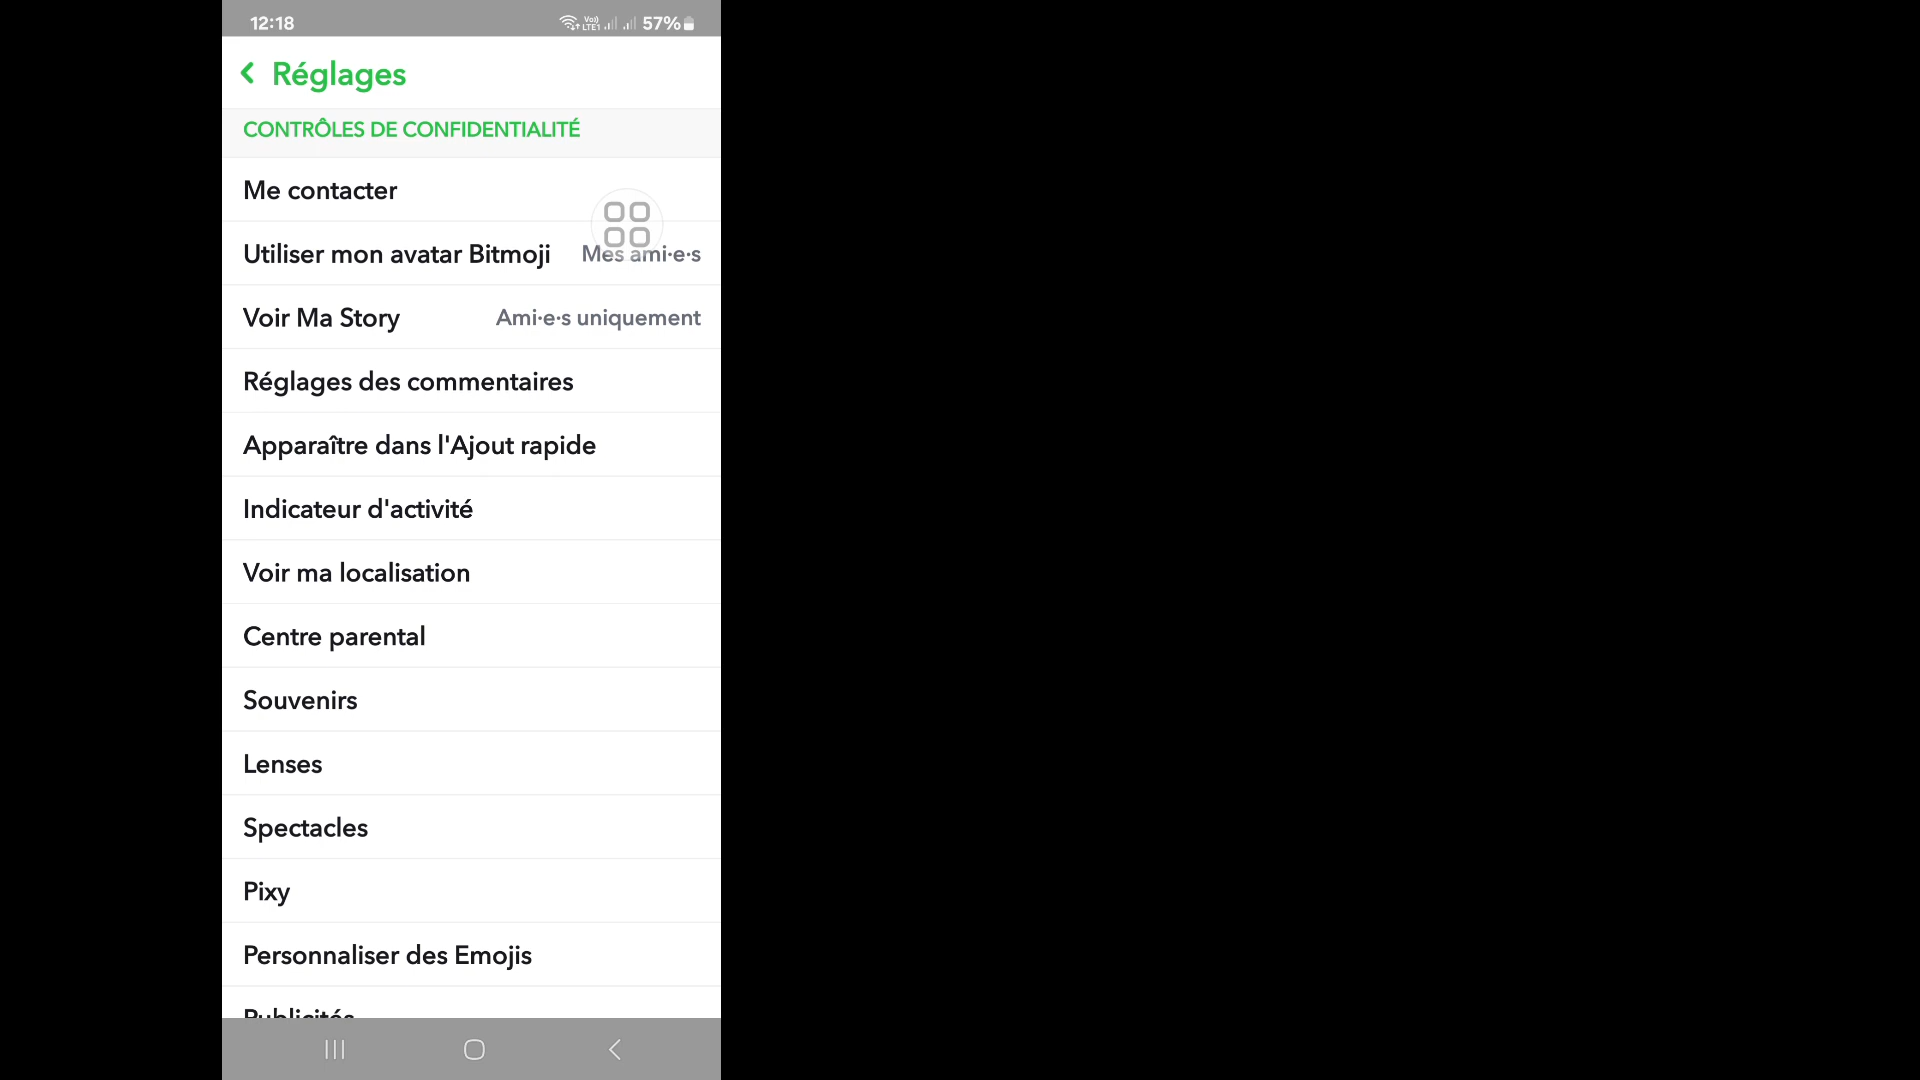 12:18
Vo) LTE1 57%
Réglages
CONTRÔLES DE CONFIDENTIALITÉ
Me contacter
Utiliser mon avatar Bitmoji Mes ami·e·s
Voir Ma Story Ami·e·s uniquement
Réglages des commentaires
Apparaître dans l'Ajout rapide
Indicateur d'activité
Voir ma localisation
Centre parental
Souvenirs
Lenses
Spectacles
Pixy
Personnaliser des Emojis
Publicités